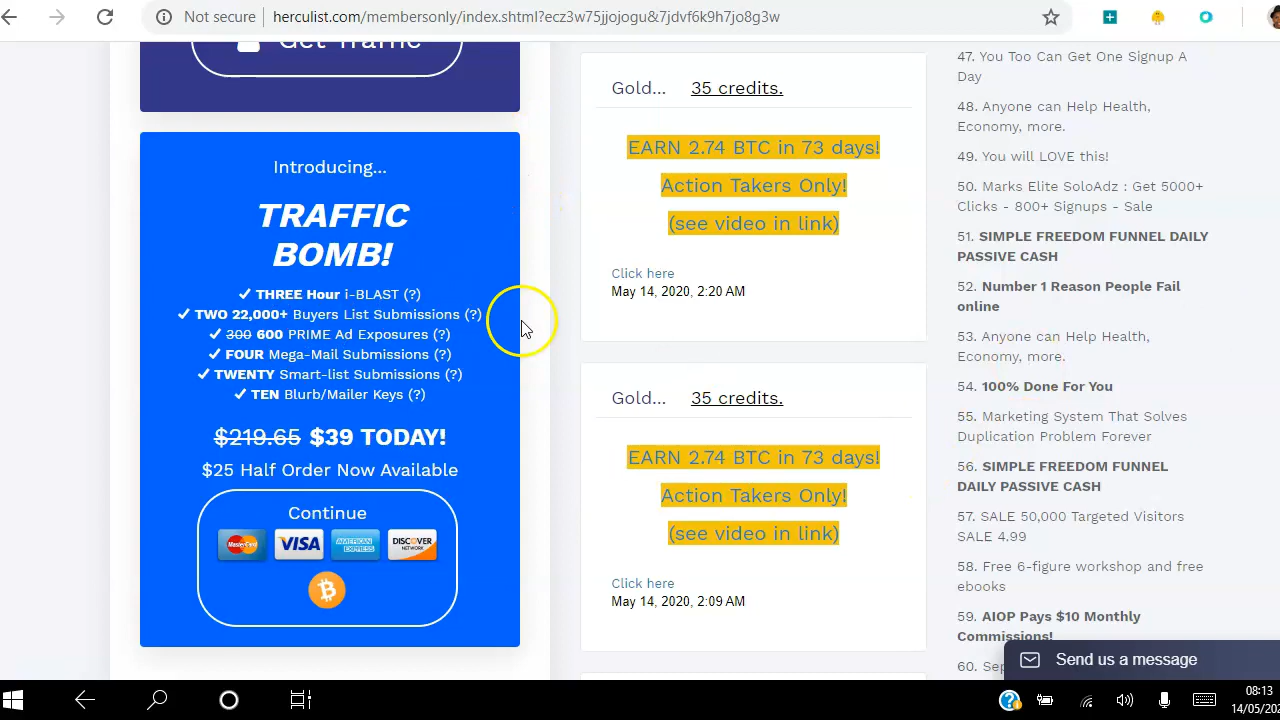 Not secure
herculist.com/membersonly/index.shtml?ecz3w75jjojogu&7jdvf6k9h7jo8g3w
Get Traffic
Introducing...
TRAFFIC
BOMB!
✔ THREE Hour i-BLAST (?)
✔ TWO 22,000+ Buyers List Submissions (?)
✔ 300 600 PRIME Ad Exposures (?)
✔ FOUR Mega-Mail Submissions (?)
✔ TWENTY Smart-list Submissions (?)
✔ TEN Blurb/Mailer Keys (?)
$219.65 $39 TODAY!
$25 Half Order Now Available
Continue
MasterCard VISA AMERICAN EXPRESS DISCOVER NETWORK
Gold... 35 credits.
EARN 2.74 BTC in 73 days!
Action Takers Only!
(see video in link)
Click here
May 14, 2020, 2:20 AM
Gold... 35 credits.
EARN 2.74 BTC in 73 days!
Action Takers Only!
(see video in link)
Click here
May 14, 2020, 2:09 AM
47. You Too Can Get One Signup A
Day
48. Anyone can Help Health,
Economy, more.
49. You will LOVE this!
50. Marks Elite SoloAdz : Get 5000+
Clicks - 800+ Signups - Sale
51. SIMPLE FREEDOM FUNNEL DAILY
PASSIVE CASH
52. Number 1 Reason People Fail
online
53. Anyone can Help Health,
Economy, more.
54. 100% Done For You
55. Marketing System That Solves
Duplication Problem Forever
56. SIMPLE FREEDOM FUNNEL
DAILY PASSIVE CASH
57. SALE 50,000 Targeted Visitors
SALE 4.99
58. Free 6-figure workshop and free
ebooks
59. AIOP Pays $10 Monthly
Commissions!
60.
Send us a message
08:13